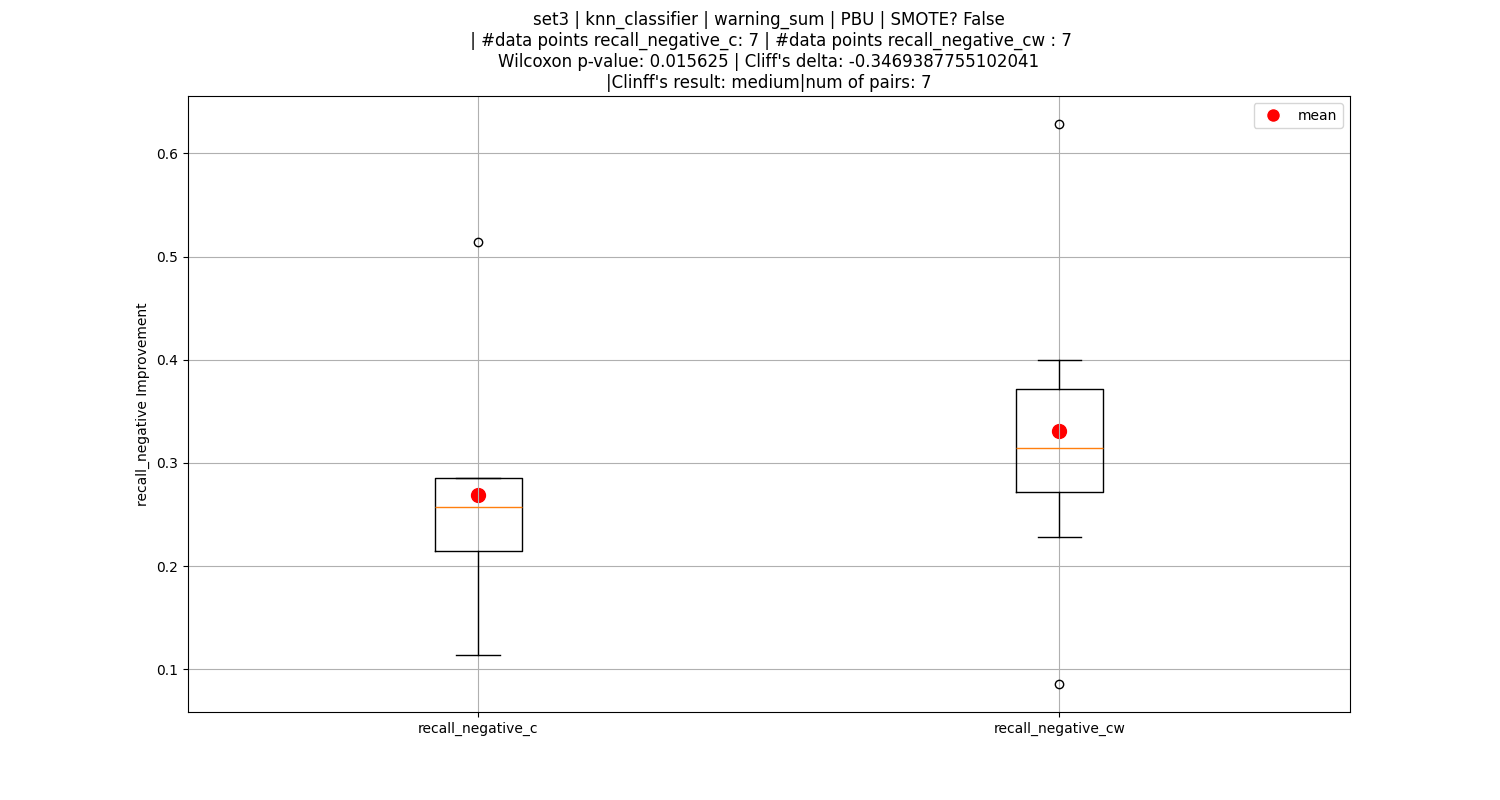 set3 | knn_classifier | warning_sum | PBU | SMOTE? False
| #data points recall_negative_c: 7 | #data points recall_negative_cw : 7
Wilcoxon p-value: 0.015625 | Cliff's delta: -0.3469387755102041
|Clinff's result: medium|num of pairs: 7
mean
0.6
0.5
0.4
0.3
0.2
0.1
recall_negative Improvement
recall_negative_c
recall_negative_cw